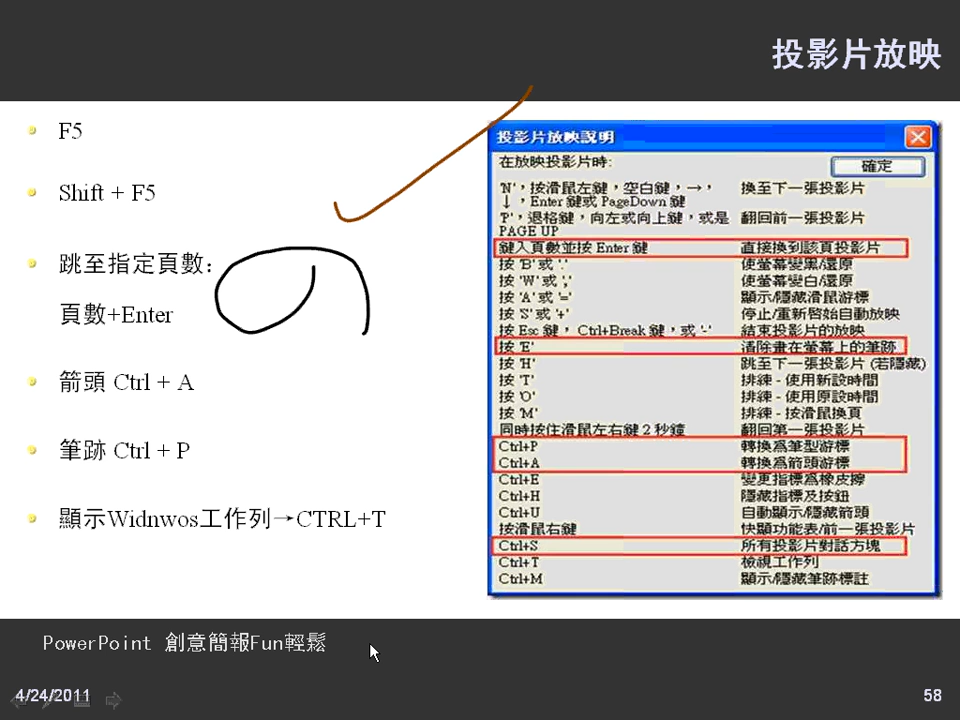 投影片放映
F5
Shift + F5
跳至指定頁數：
頁數+Enter
箭頭 Ctrl + A
筆跡 Ctrl + P
顯示Widnwos工作列→CTRL+T
投影片放映說明
在放映投影片時:
確定
'N'，按滑鼠左鍵，空白鍵，→， 換至下一張投影片
↓，Enter 鍵或 PageDown 鍵
'P'，退格鍵，向左或向上鍵，或是 翻回前一張投影片
PAGE UP
鍵入頁數並按 Enter 鍵 直接換到該頁投影片
按 'B' 或 '.' 使螢幕變黑/還原
按 'W' 或 ',' 使螢幕變白/還原
按 'A' 或 '=' 顯示/隱藏滑鼠游標
按 'S' 或 '+' 停止/重新啓始自動放映
按 Esc 鍵， Ctrl+Break 鍵，或 '-' 結束投影片的放映
按 'E' 清除畫在螢幕上的筆跡
按 'H' 跳至下一張投影片 (若隱藏)
按 'T' 排練 - 使用新設時間
按 'O' 排練 - 使用原設時間
按 'M' 排練 - 按滑鼠換頁
同時按住滑鼠左右鍵 2 秒鐘 翻回第一張投影片
Ctrl+P 轉換爲筆型游標
Ctrl+A 轉換爲箭頭游標
Ctrl+E 變更指標爲橡皮擦
Ctrl+H 隱藏指標及按鈕
Ctrl+U 自動顯示/隱藏箭頭
按滑鼠右鍵 快顯功能表/前一張投影片
Ctrl+S 所有投影片對話方塊
Ctrl+T 檢視工作列
Ctrl+M 顯示/隱藏筆跡標註
PowerPoint 創意簡報Fun輕鬆
4/24/2011
58